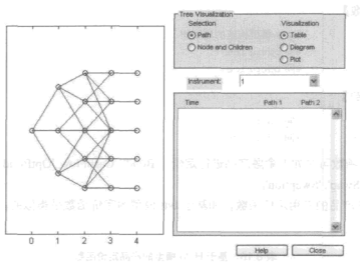 Tree Visualization
Selection
Visualization
Path
Table
Node and Children
Diagram
Plot
Instrument:
1
Time
Path 1
Path 2
0 1 2 3 4
Help
Close